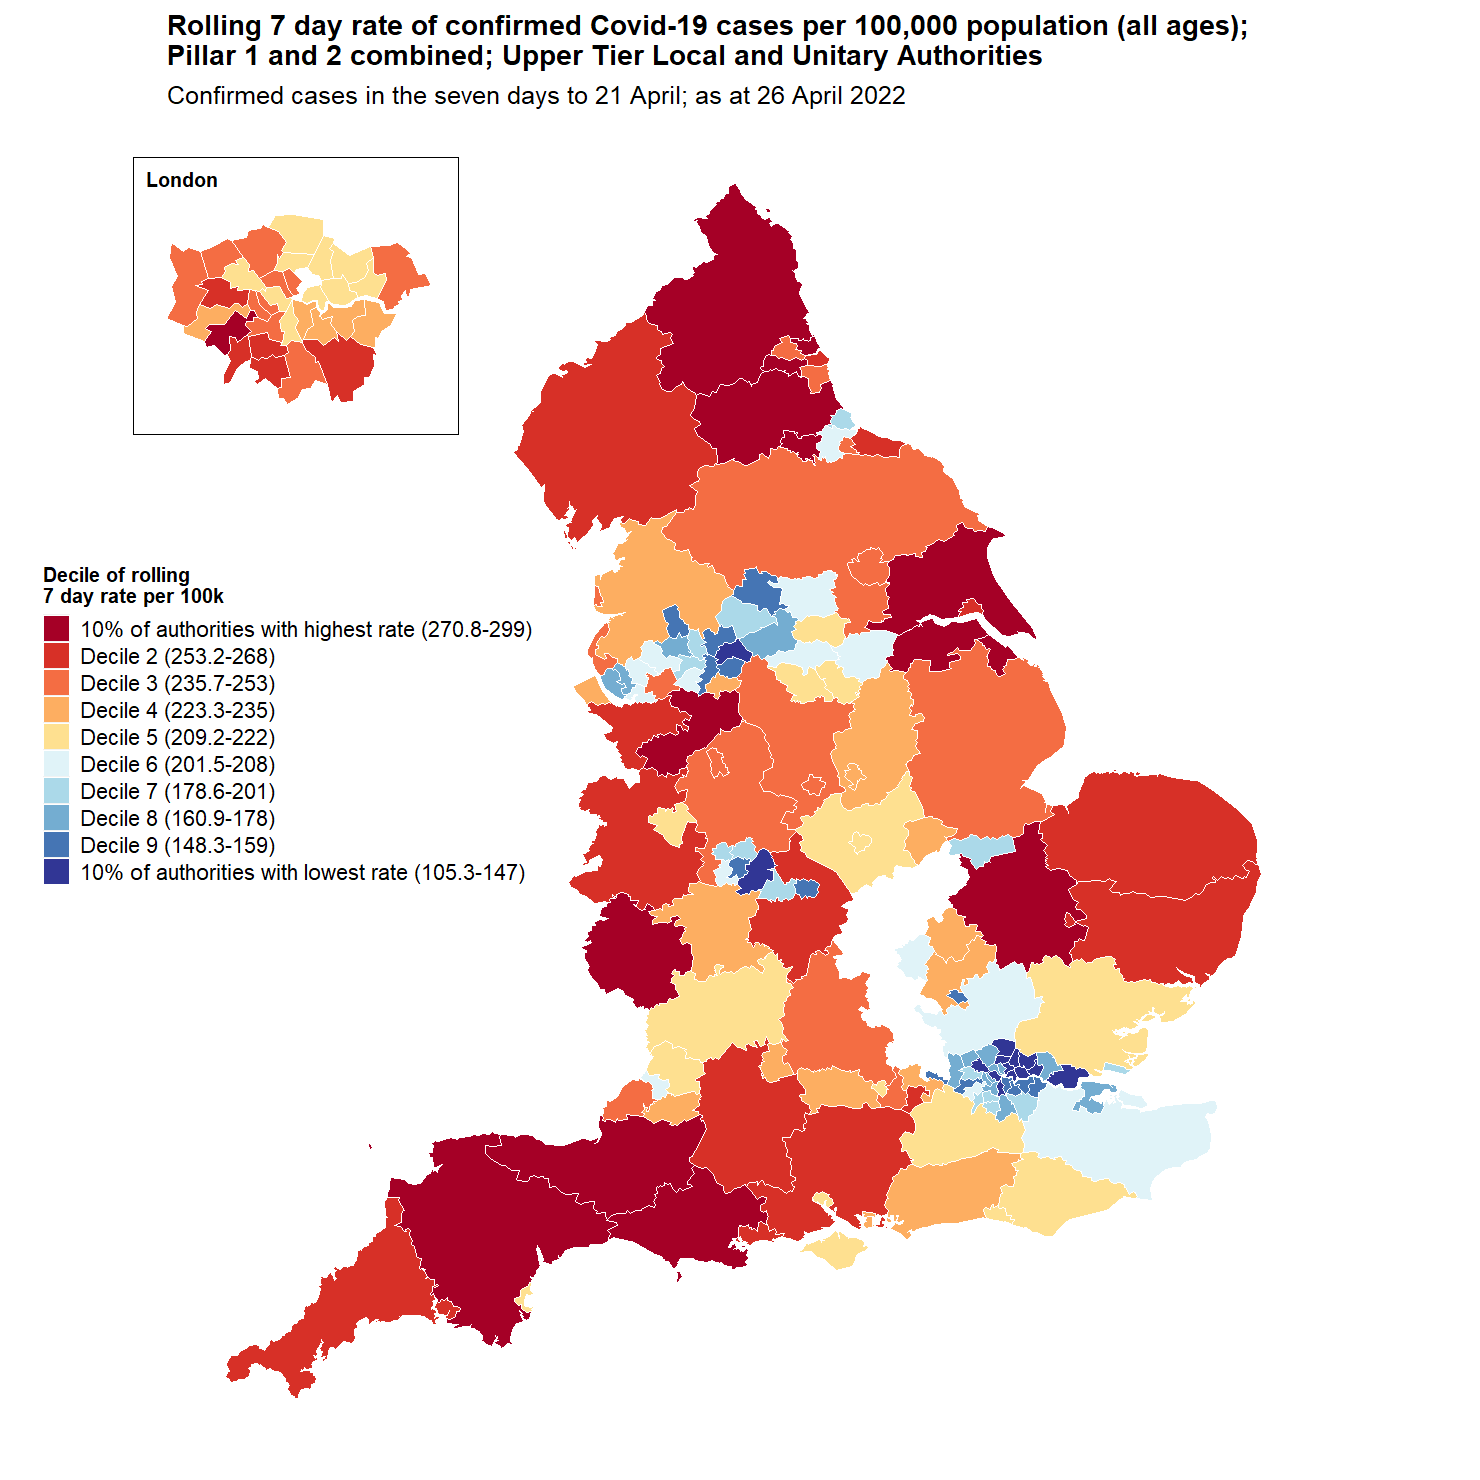 Rolling 7 day rate of confirmed Covid-19 cases per 100,000 population (all ages);
Pillar 1 and 2 combined; Upper Tier Local and Unitary Authorities
Confirmed cases in the seven days to 21 April; as at 26 April 2022
London
Decile of rolling
7 day rate per 100k
10% of authorities with highest rate (270.8-299)
Decile 2 (253.2-268)
Decile 3 (235.7-253)
Decile 4 (223.3-235)
Decile 5 (209.2-222)
Decile 6 (201.5-208)
Decile 7 (178.6-201)
Decile 8 (160.9-178)
Decile 9 (148.3-159)
10% of authorities with lowest rate (105.3-147)